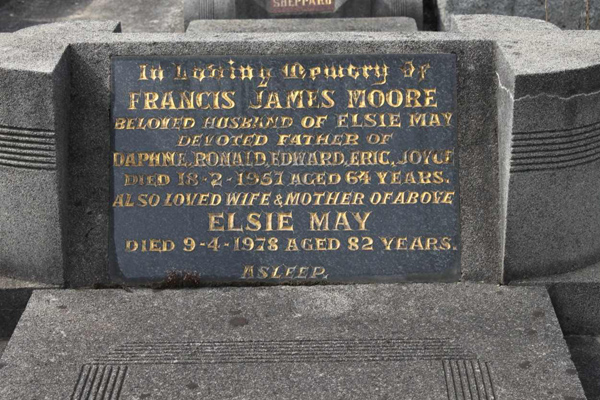 SHEPPARD
In Loving Memory Of
FRANCIS JAMES MOORE
BELOVED HUSBAND OF ELSIE MAY
DEVOTED FATHER OF
DAPHNE, RONALD, EDWARD, ERIC, JOYCE
DIED 18-2-1957 AGED 64 YEARS.
ALSO LOVED WIFE & MOTHER OF ABOVE
ELSIE MAY
DIED 9-4-1978 AGED 82 YEARS.
ASLEEP.